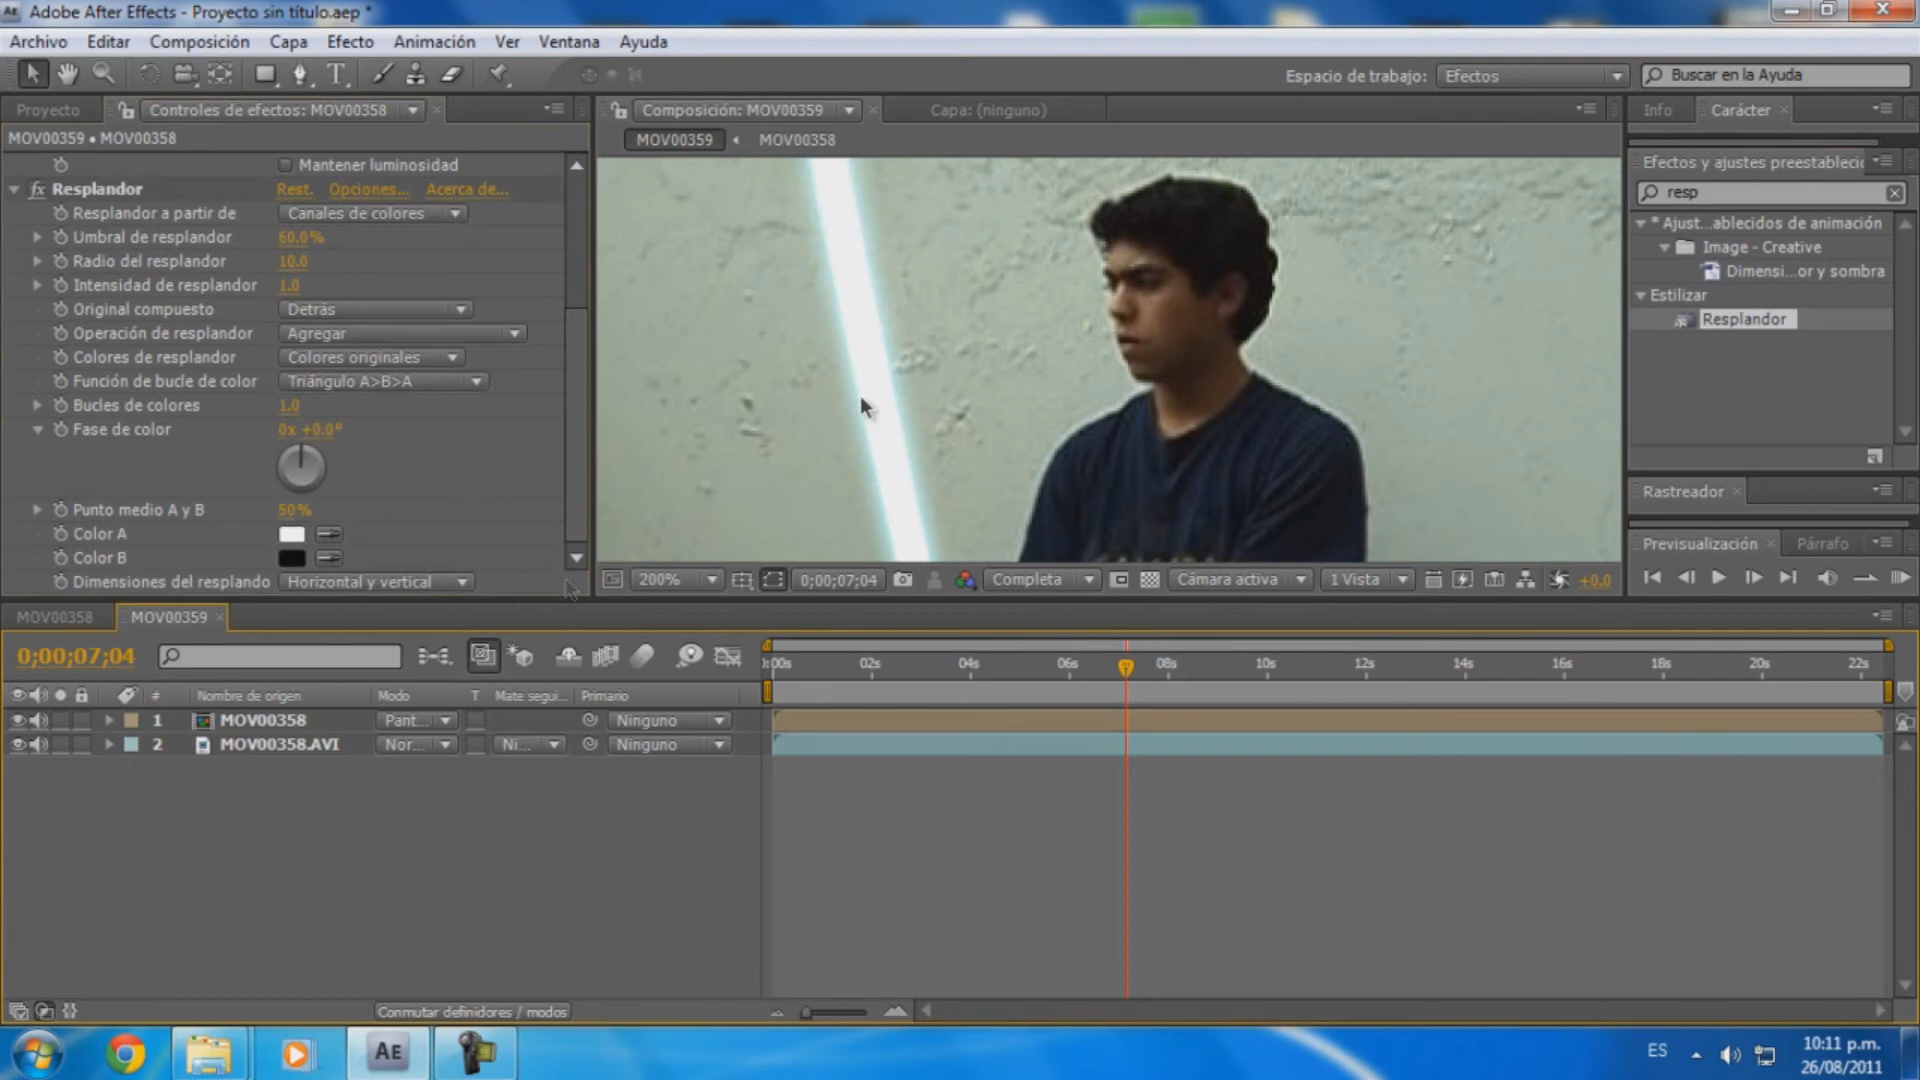 Adobe After Effects - Proyecto sin título.aep *
Archivo Editar Composición Capa Efecto Animación Ver Ventana Ayuda
Espacio de trabajo: Efectos Buscar en la Ayuda
Proyecto Controles de efectos: MOV00358 Composición: MOV00359 Capa: (ninguno) Info Carácter
MOV00359 • MOV00358 MOV00359 MOV00358
Mantener luminosidad Efectos y ajustes preestableci
fx Resplandor Rest. Opciones... Acerca de... resp
Resplandor a partir de Canales de colores * Ajust...ablecidos de animación
Umbral de resplandor 60.0% Image - Creative
Radio del resplandor 10.0 Dimensi...or y sombra
Intensidad de resplandor 1.0 Estilizar
Original compuesto Detrás Resplandor
Operación de resplandor Agregar
Colores de resplandor Colores originales
Función de bucle de color Triángulo A>B>A
Bucles de colores 1.0
Fase de color 0x +0.0°
Rastreador
Punto medio A y B 50%
Color A
Previsualización Párrafo
Color B
Dimensiones del resplando Horizontal y vertical 200% 0;00;07;04 Completa Cámara activa 1 Vista +0.0
MOV00358 MOV00359
0;00;07;04 00s 02s 04s 06s 08s 10s 12s 14s 16s 18s 20s 22s
# Nombre de origen Modo T Mate segui... Primario
1 MOV00358 Pant... Ninguno
2 MOV00358.AVI Nor... Ni... Ninguno
Conmutar definidores / modos
AE ES 10:11 p.m.
26/08/2011